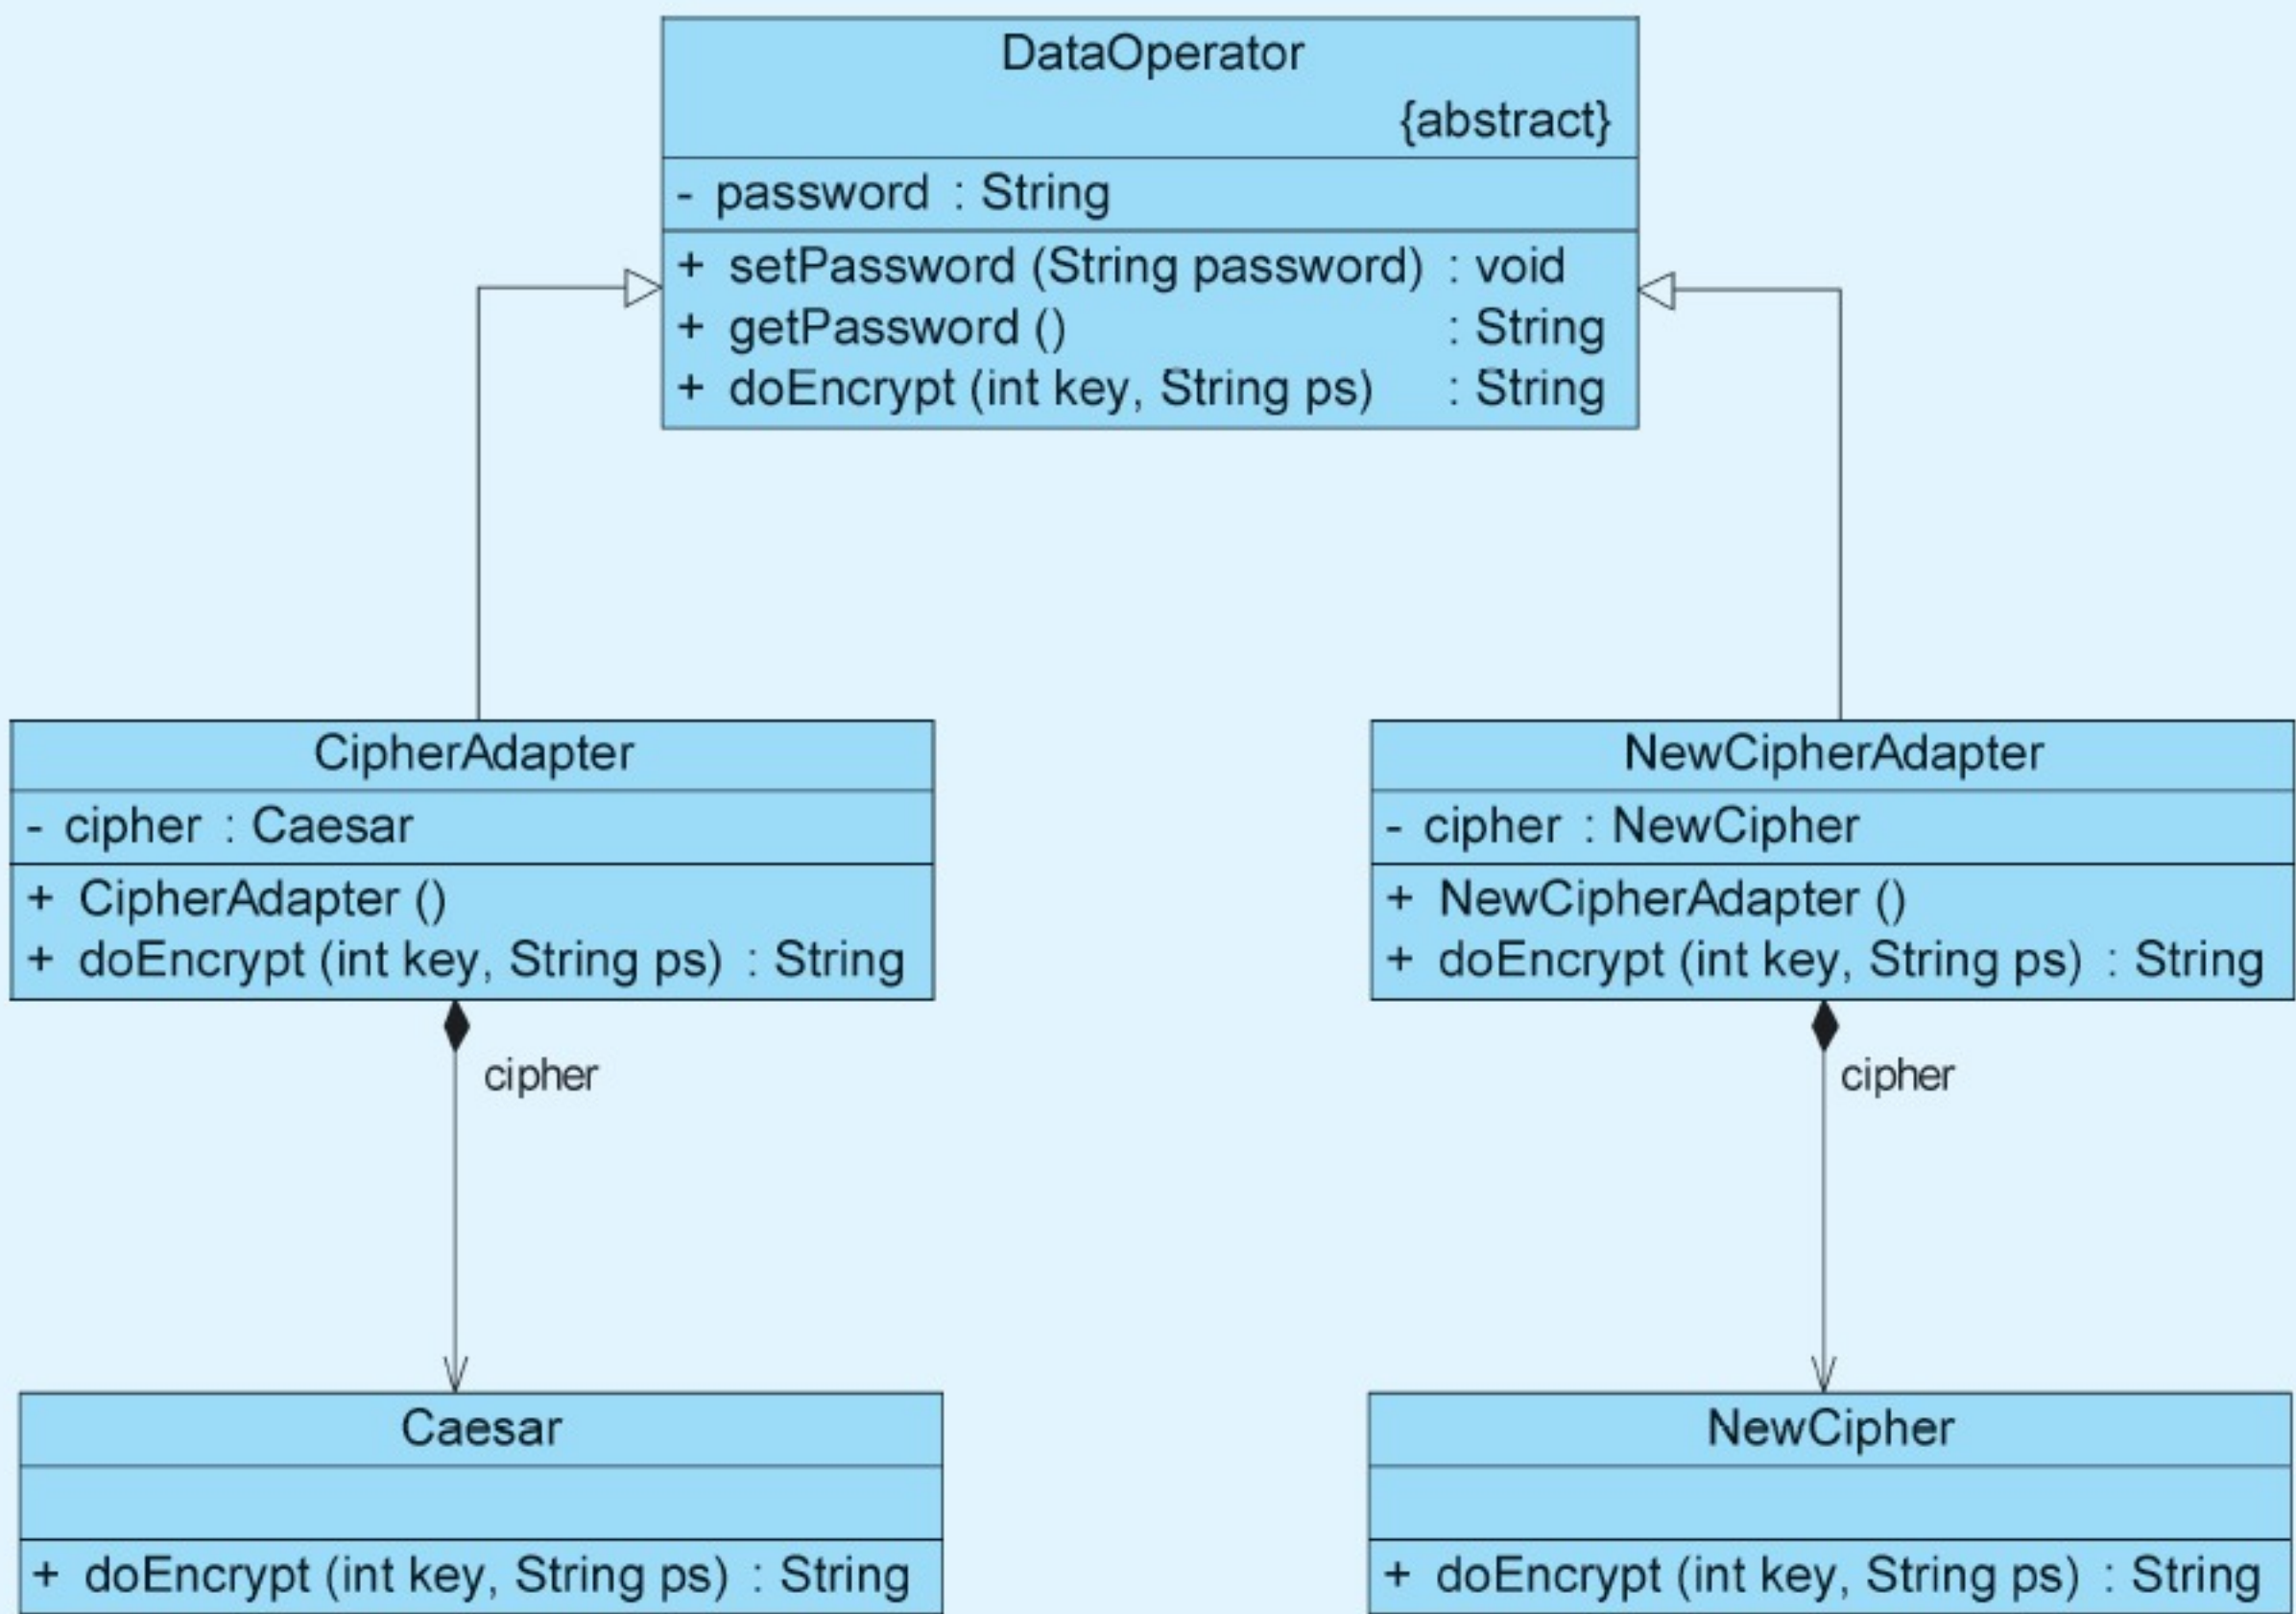 DataOperator
{abstract}
- password : String
+ setPassword (String password) : void
+ getPassword () : String
+ doEncrypt (int key, String ps) : String
CipherAdapter
- cipher : Caesar
+ CipherAdapter ()
+ doEncrypt (int key, String ps) : String
NewCipherAdapter
- cipher : NewCipher
+ NewCipherAdapter ()
+ doEncrypt (int key, String ps) : String
cipher
cipher
Caesar
+ doEncrypt (int key, String ps) : String
NewCipher
+ doEncrypt (int key, String ps) : String